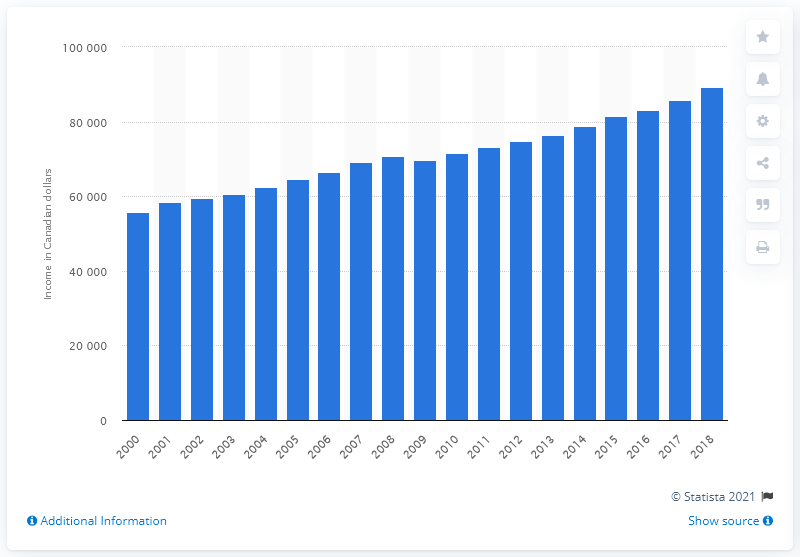 100 000
80 000
60 000
40 000
20 000
0
Income in Canadian dollars
2000 2001 2002 2003 2004 2005 2006 2007 2008 2009 2010 2011 2012 2013 2014 2015 2016 2017 2018
© Statista 2021
Additional Information
Show source